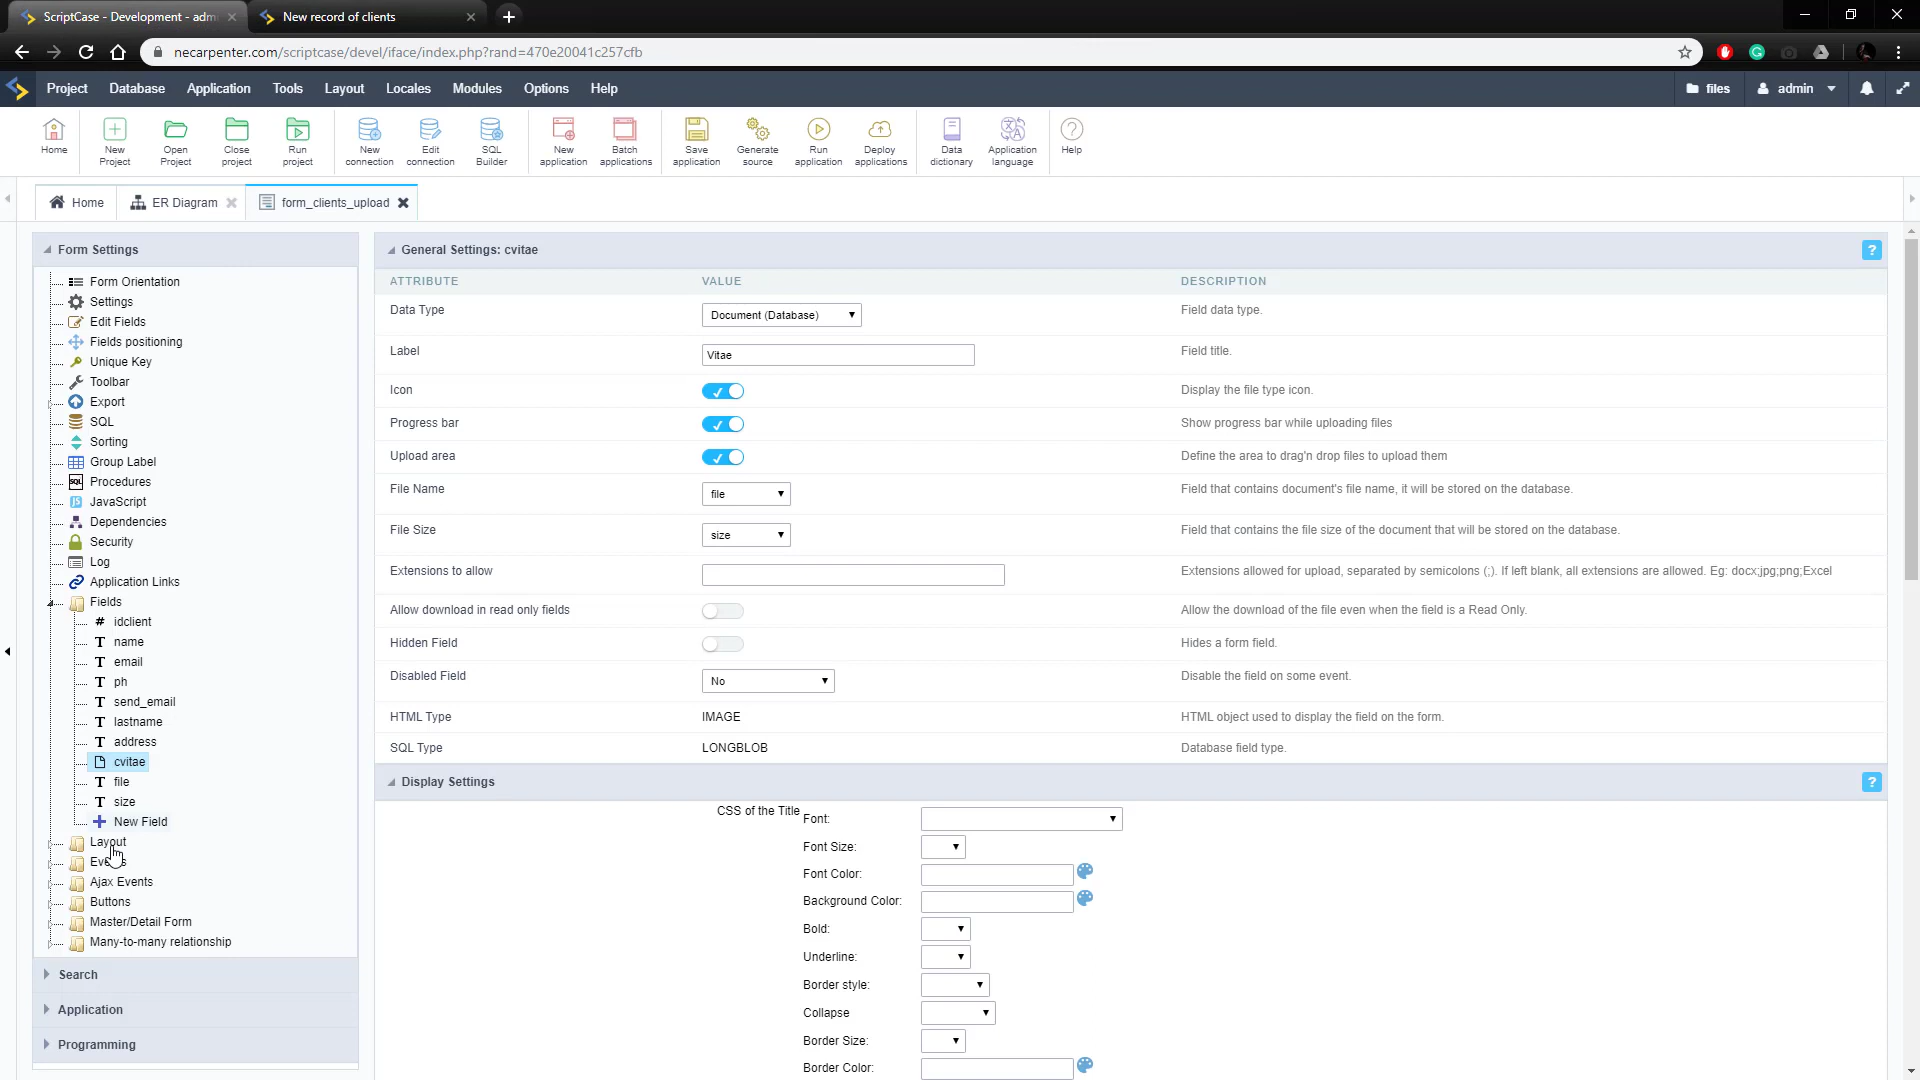 ScriptCase - Development - adm
New record of clients
necarpenter.com/scriptcase/devel/iface/index.php?rand=470e20041c257cfb
Project Database Application Tools Layout Locales Modules Options Help files admin
Home
New Project
Open Project
Close project
Run project
New connection
Edit connection
SQL Builder
New application
Batch applications
Save application
Generate source
Run application
Deploy applications
Data dictionary
Application language
Help
Home ER Diagram form_clients_upload
Form Settings
Form Orientation
Settings
Edit Fields
Fields positioning
Unique Key
Toolbar
Export
SQL
Sorting
Group Label
SQL Procedures
JS JavaScript
Dependencies
Security
Log
Application Links
Fields
# idclient
T name
T email
T ph
T send_email
T lastname
T address
cvitae
T file
T size
New Field
Layout
Events
Ajax Events
Buttons
Master/Detail Form
Many-to-many relationship
Search
Application
Programming
General Settings: cvitae ?
ATTRIBUTE VALUE DESCRIPTION
Data Type Document (Database) Field data type.
Label Vitae Field title.
Icon Display the file type icon.
Progress bar Show progress bar while uploading files
Upload area Define the area to drag'n drop files to upload them
File Name file Field that contains document's file name, it will be stored on the database.
File Size size Field that contains the file size of the document that will be stored on the database.
Extensions to allow Extensions allowed for upload, separated by semicolons (;). If left blank, all extensions are allowed. Eg: docx;jpg;png;Excel
Allow download in read only fields Allow the download of the file even when the field is a Read Only.
Hidden Field Hides a form field.
Disabled Field No Disable the field on some event.
HTML Type IMAGE HTML object used to display the field on the form.
SQL Type LONGBLOB Database field type.
Display Settings ?
CSS of the Title Font:
Font Size:
Font Color:
Background Color:
Bold:
Underline:
Border style:
Collapse
Border Size:
Border Color: